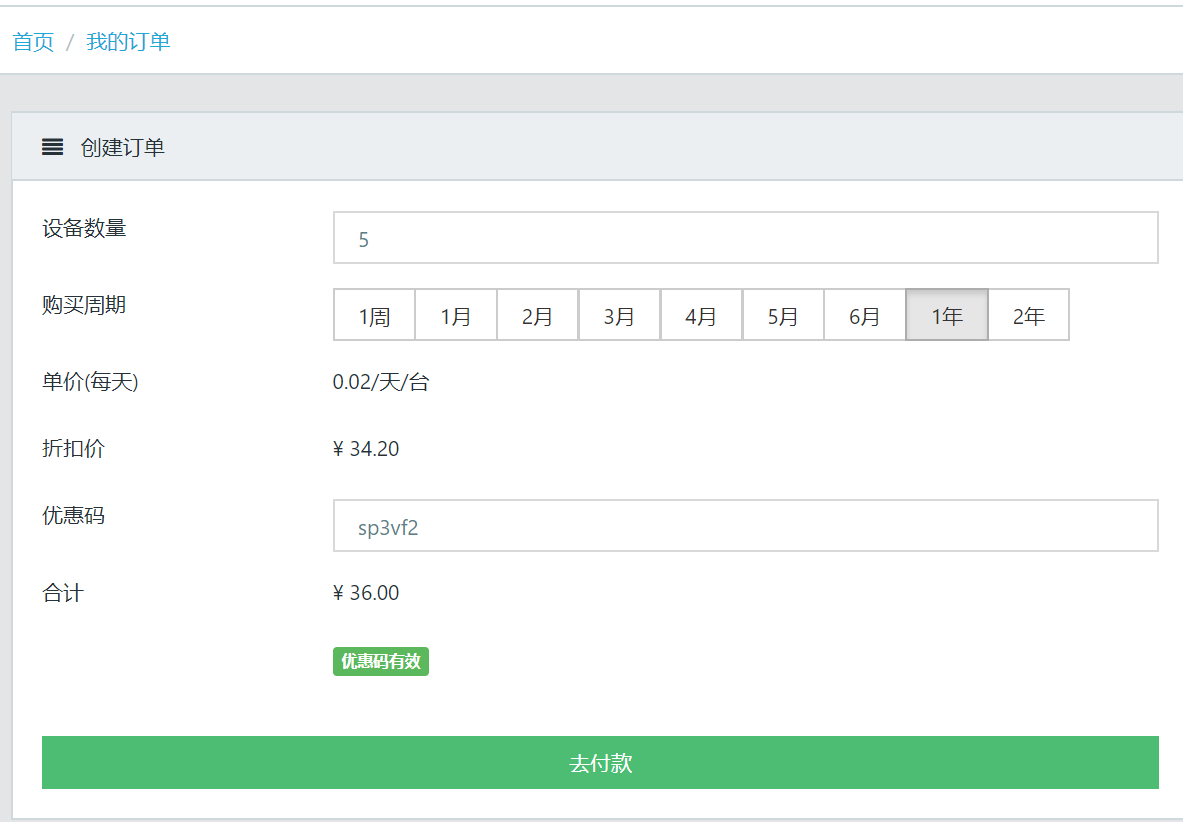 首页 / 我的订单
创建订单
设备数量 5
购买周期 1周 1月 2月 3月 4月 5月 6月 1年 2年
单价(每天) 0.02/天/台
折扣价 ¥ 34.20
优惠码 sp3vf2
合计 ¥ 36.00
优惠码有效
去付款